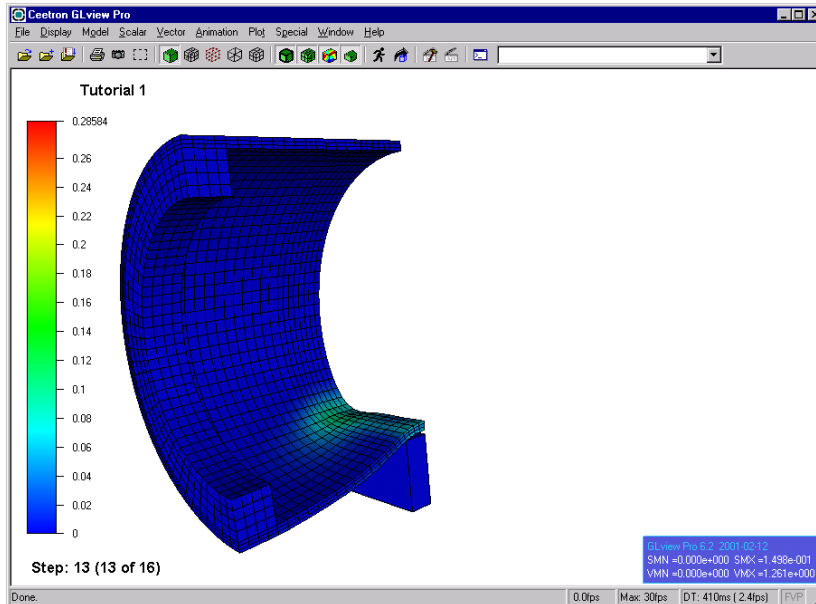 Ceetron GLview Pro
File Display Model Scalar Vector Animation Plot Special Window Help
Tutorial 1
0.28584
0.26
0.24
0.22
0.2
0.18
0.16
0.14
0.12
0.1
0.08
0.06
0.04
0.02
0
Step: 13 (13 of 16)
GLview Pro 6.2 2001-02-12
SMN =0.000e+000 SMX =1.498e-001
VMN =0.000e+000 VMX =1.261e+000
Done. 0.0fps Max: 30fps DT: 410ms ( 2.4fps) FVP